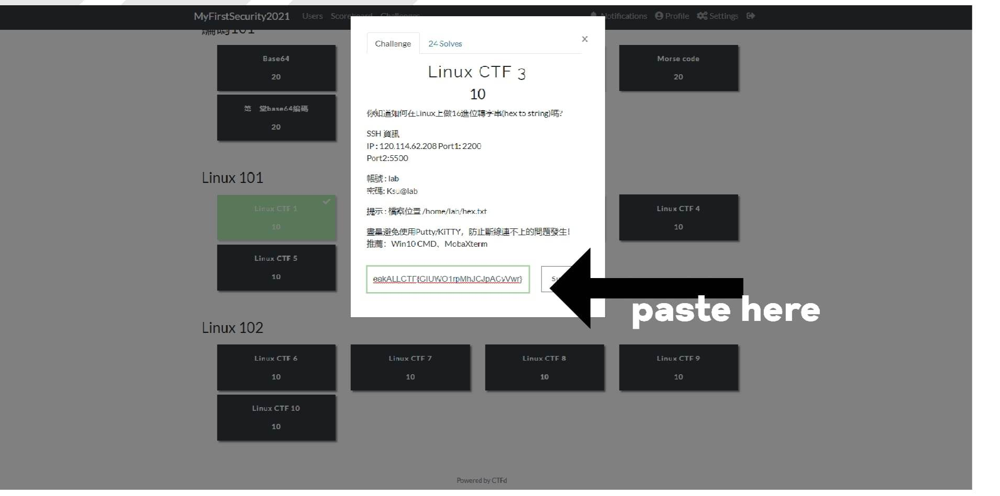 MyFirstSecurity2021 Users Scoreboard Challenges Notifications Profile Settings
編碼101
Base64
20
Morse code
20
第 堂base64編碼
20
Linux 101
Linux CTF 1
10
Linux CTF 4
10
Linux CTF 5
10
Challenge 24 Solves ×
Linux CTF 3
10
你知道如何在Linux上做16進位轉字串(hex to string)嗎?
SSH 資訊
IP : 120.114.62.208 Port1: 2200
Port2:5500
帳號 : lab
密碼: Ksu@lab
提示 : 檔案位置 /home/lab/hex.txt
盡量避免使用Putty/KiTTY，防止斷線連不上的問題發生!
推薦：Win10 CMD、MobaXterm
paste here
Linux 102
Linux CTF 6
10
Linux CTF 7
10
Linux CTF 8
10
Linux CTF 9
10
Linux CTF 10
10
Powered by CTFd